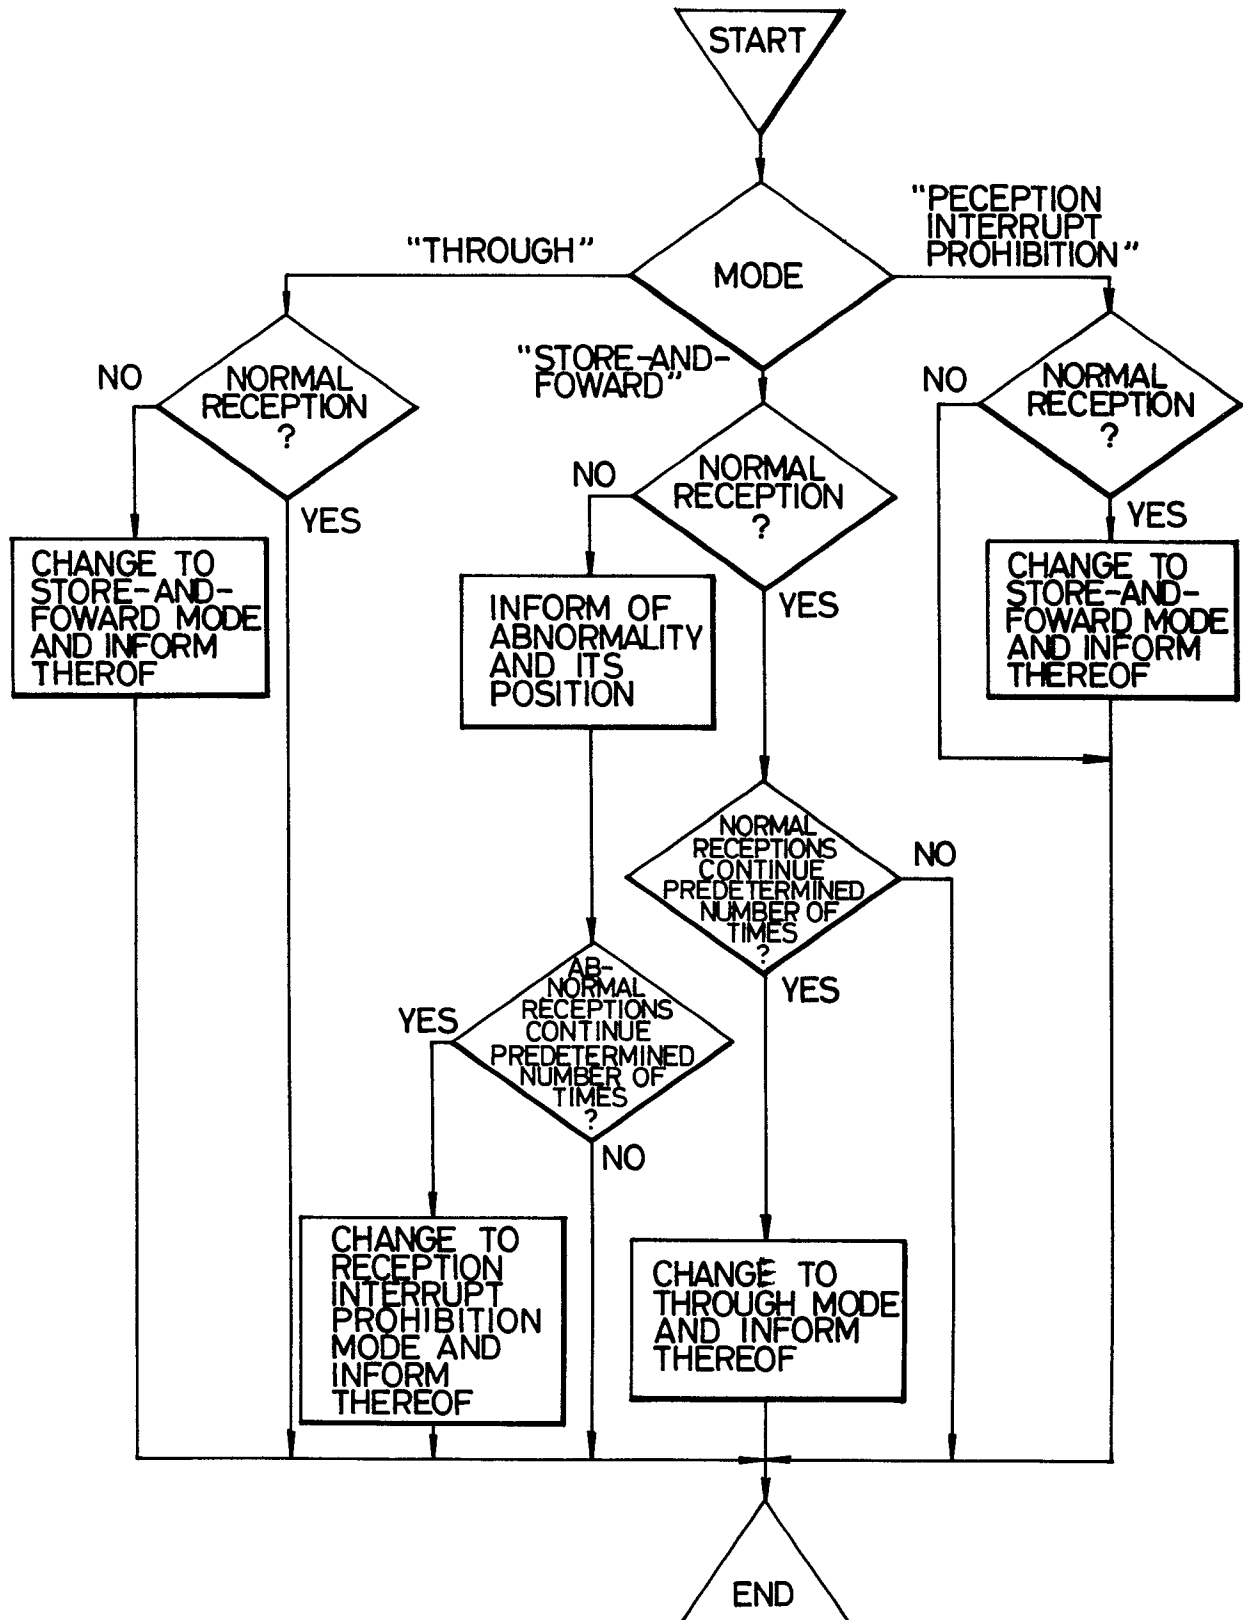 START
MODE
"THROUGH"
"PECEPTION
INTERRUPT
PROHIBITION"
"STORE-AND-
FOWARD"
NO
NORMAL
RECEPTION
?
YES
CHANGE TO
STORE-AND-
FOWARD MODE
AND INFORM
THEROF
NO
NORMAL
RECEPTION
?
YES
INFORM OF
ABNORMALITY
AND ITS
POSITION
NO
NORMAL
RECEPTION
?
YES
CHANGE TO
STORE-AND-
FOWARD MODE
AND INFORM
THEREOF
NORMAL
RECEPTIONS
CONTINUE
PREDETERMINED
NUMBER OF
TIMES
?
NO
YES
AB-
NORMAL
RECEPTIONS
CONTINUE
PREDETERMINED
NUMBER OF
TIMES
?
YES
NO
CHANGE TO
RECEPTION
INTERRUPT
PROHIBITION
MODE AND
INFORM
THEREOF
CHANGE TO
THROUGH MODE
AND INFORM
THEREOF
END